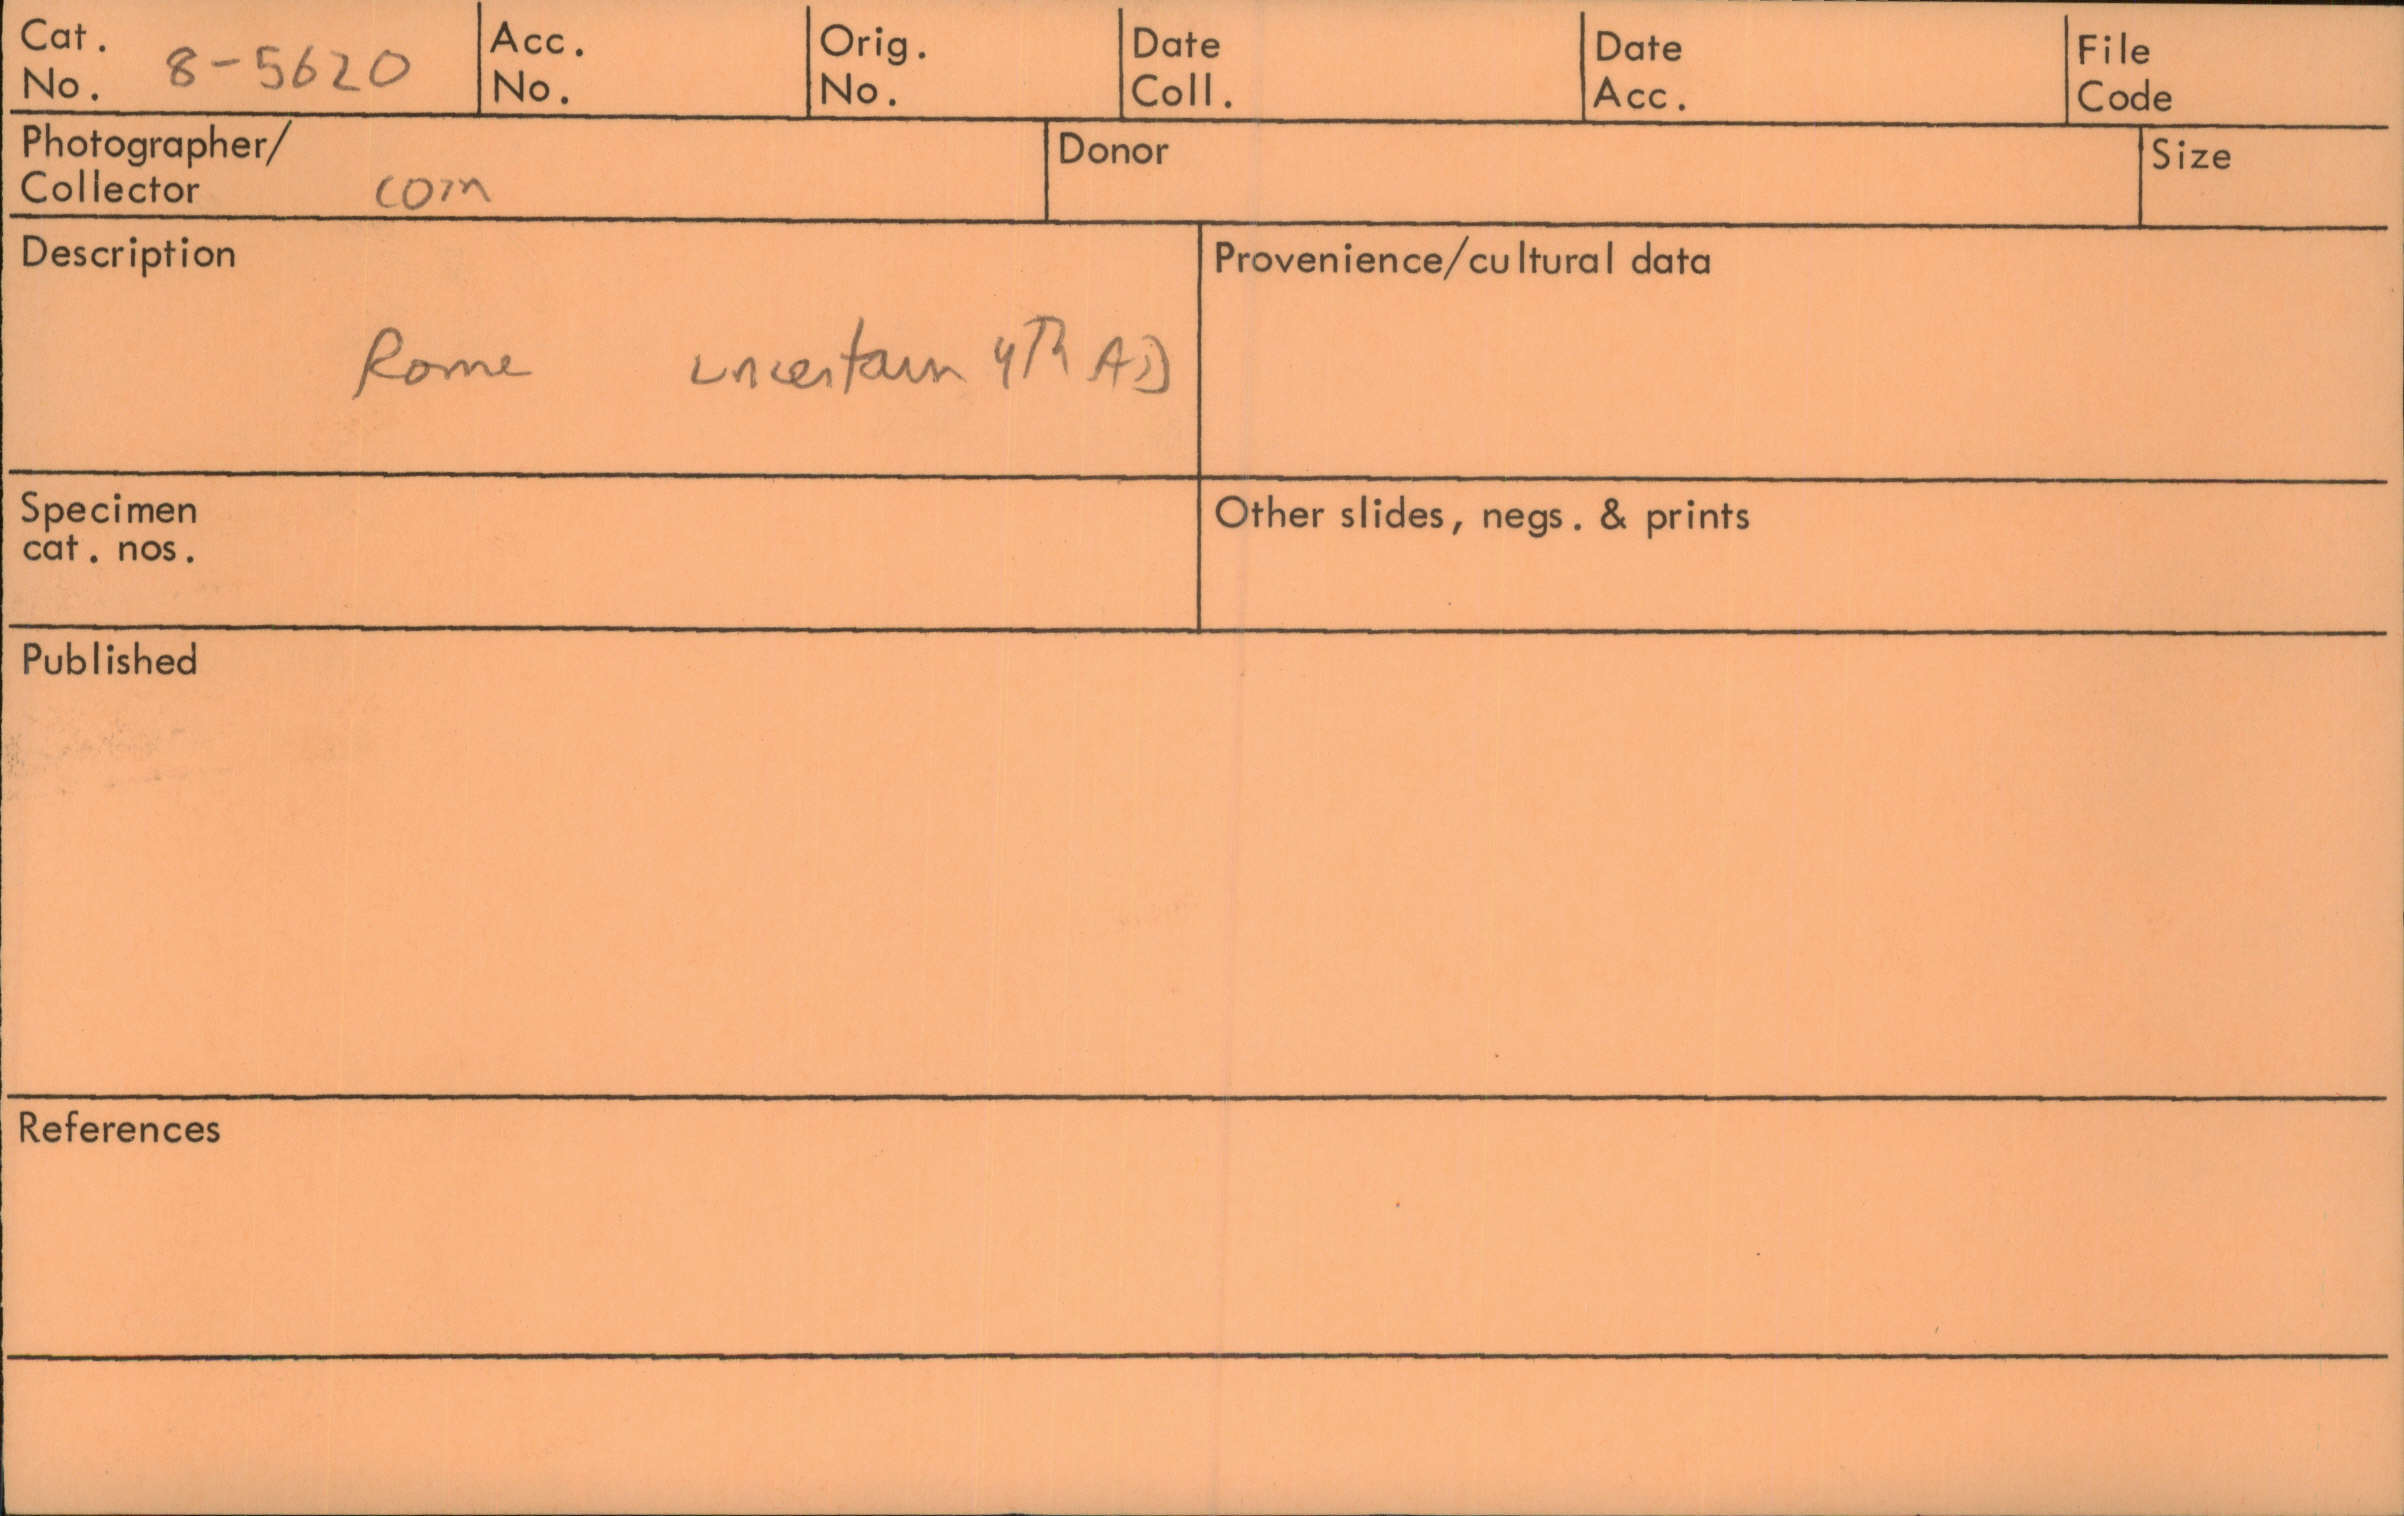 Cat. No. 8-5620
Acc. No.
Orig. No.
Date Coll.
Date Acc.
File Code
Photographer/ Collector com
Donor
Size
Description
Rome uncertain 4Th AD
Provenience/cultural data
Specimen cat. nos.
Other slides, negs. & prints
Published
References